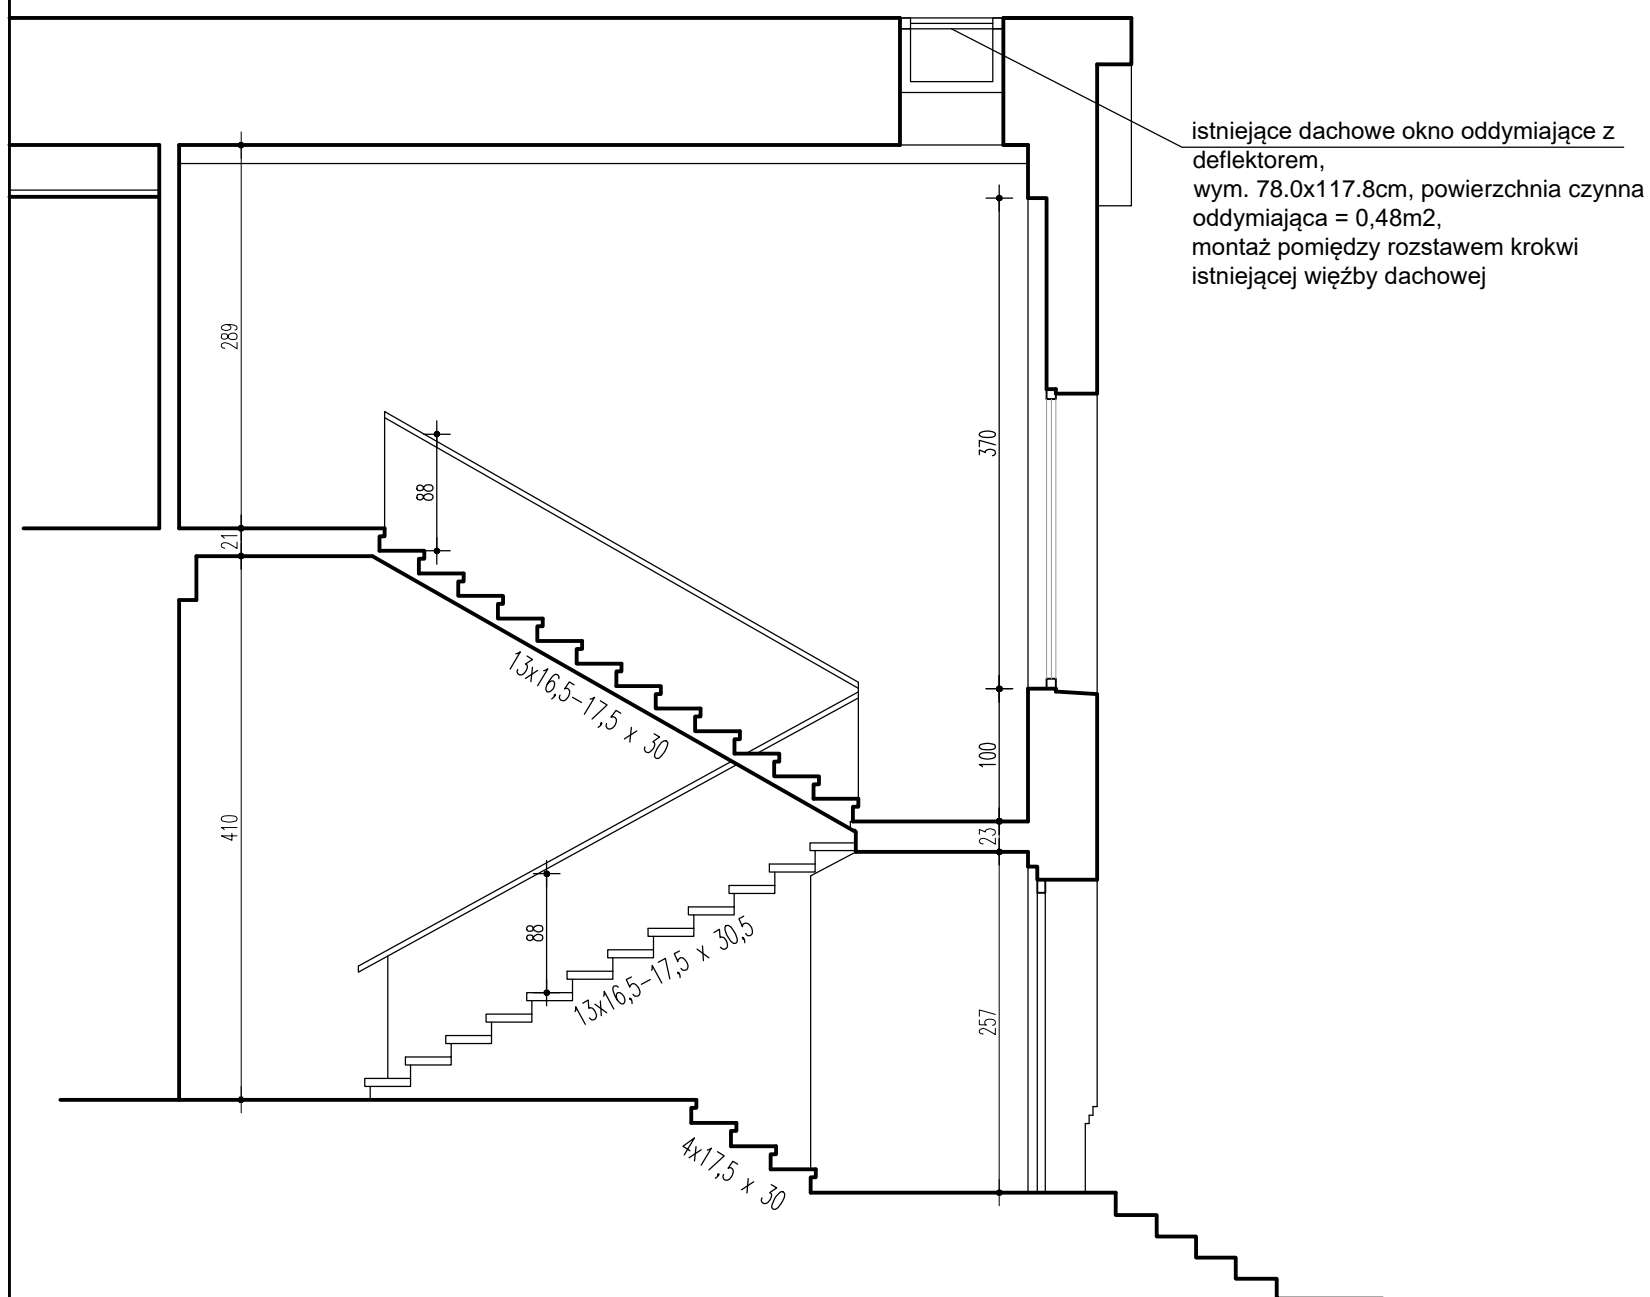 istniejące dachowe okno oddymiające z
deflektorem,
wym. 78.0x117.8cm, powierzchnia czynna
oddymiająca = 0,48m2,
montaż pomiędzy rozstawem krokwi
istniejącej więźby dachowej
289
370
88
21
13x16,5-17,5 x 30
100
410
23
88
13x16,5-17,5 x 30,5
257
4x17,5 x 30